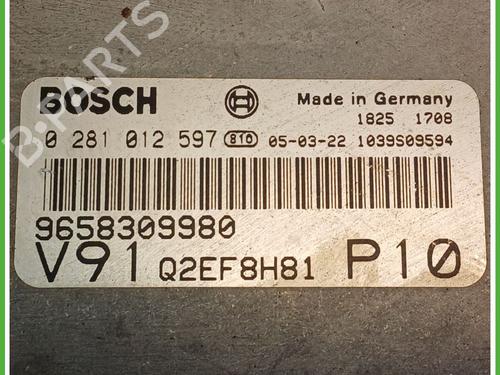 B-PARTS
BOSCH
Made in Germany
1825 1708
0 281 012 597 816 05-03-22 1039S09594
9658309980
V91 Q2EF8H81 P10